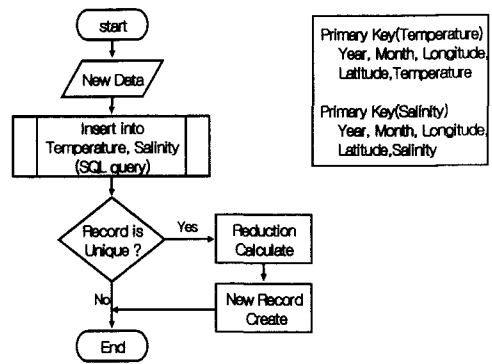 start
New Data
Insert into
Temperature, Salinity
(SQL query)
Record is
Unique ?
Yes
No
Reduction
Calculate
New Record
Create
End
Primary Key(Temperature)
Year, Month, Longitude,
Latitude,Temperature
Primary Key(Salinity)
Year, Month, Longitude,
Latitude,Salinity